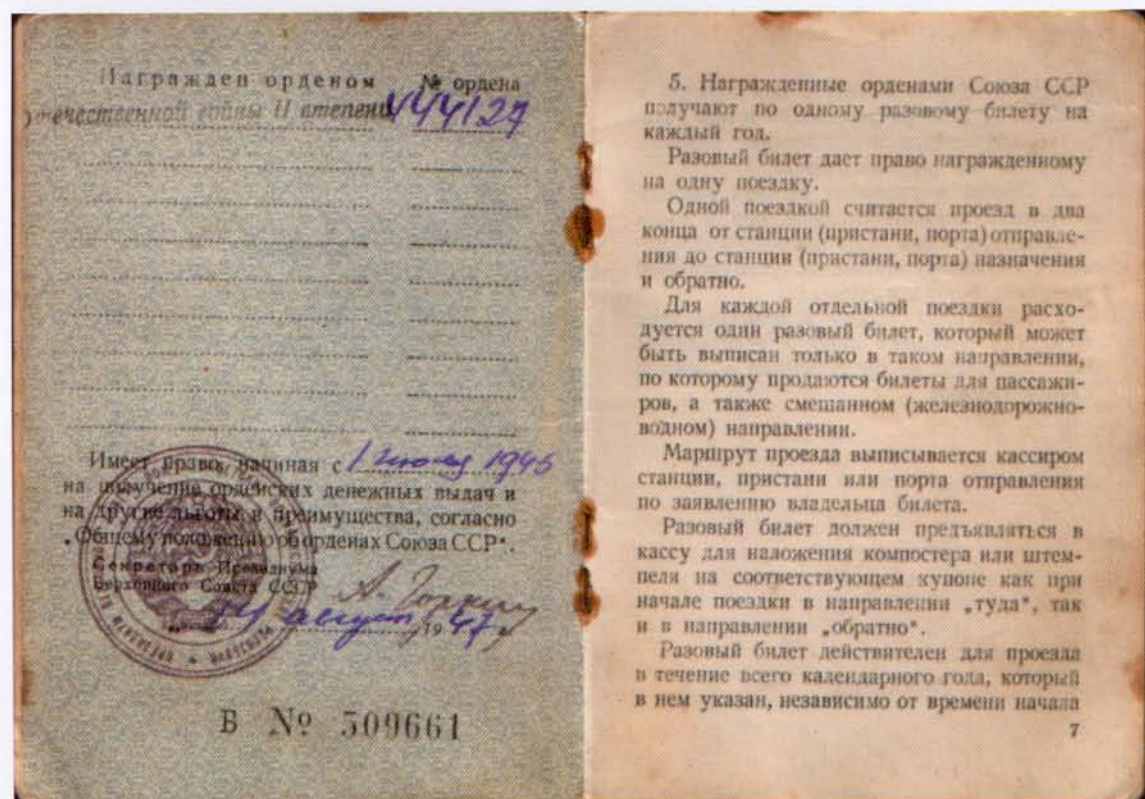 Награжден орденом № ордена
Отечественной войны II степени 444127
Имеет право, начиная с 1 1945
на получение орденских денежных выдач и
на другие льготы и преимущества, согласно
„Общему положению об орденах Союза ССР“.
Секретарь Президиума
Верховного Совета СССР
А. Горкин
14 август 1947 г.
В № 509661
5. Награжденные орденами Союза ССР
получают по одному разовому билету на
каждый год.
Разовый билет дает право награжденному
на одну поездку.
Одной поездкой считается проезд в два
конца от станции (пристани, порта) отправле-
ния до станции (пристани, порта) назначения
и обратно.
Для каждой отдельной поездки расхо-
дуется один разовый билет, который может
быть выписан только в таком направлении,
по которому продаются билеты для пассажи-
ров, а также смешанном (железнодорожно-
водном) направлении.
Маршрут проезда выписывается кассиром
станции, пристани или порта отправления
по заявлению владельца билета.
Разовый билет должен предъявляться в
кассу для наложения компостера или штем-
пеля на соответствующем купоне как при
начале поездки в направлении „туда“, так
и в направлении „обратно“.
Разовый билет действителен для проезда
в течение всего календарного года, который
в нем указан, независимо от времени начала
7